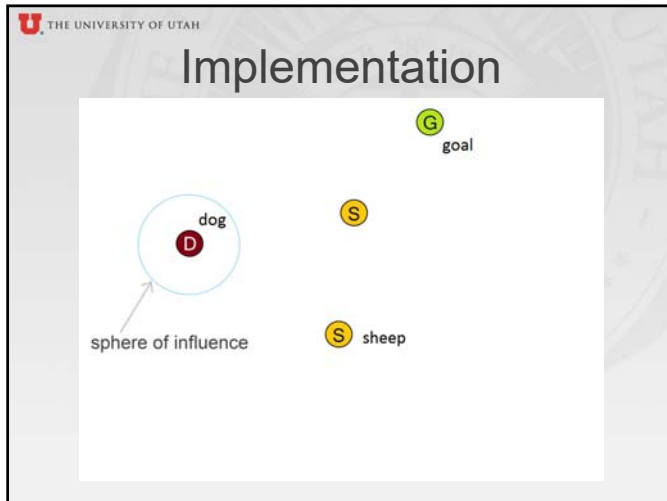 U THE UNIVERSITY OF UTAH
Implementation
G
goal
S
dog
D
sphere of influence
S sheep